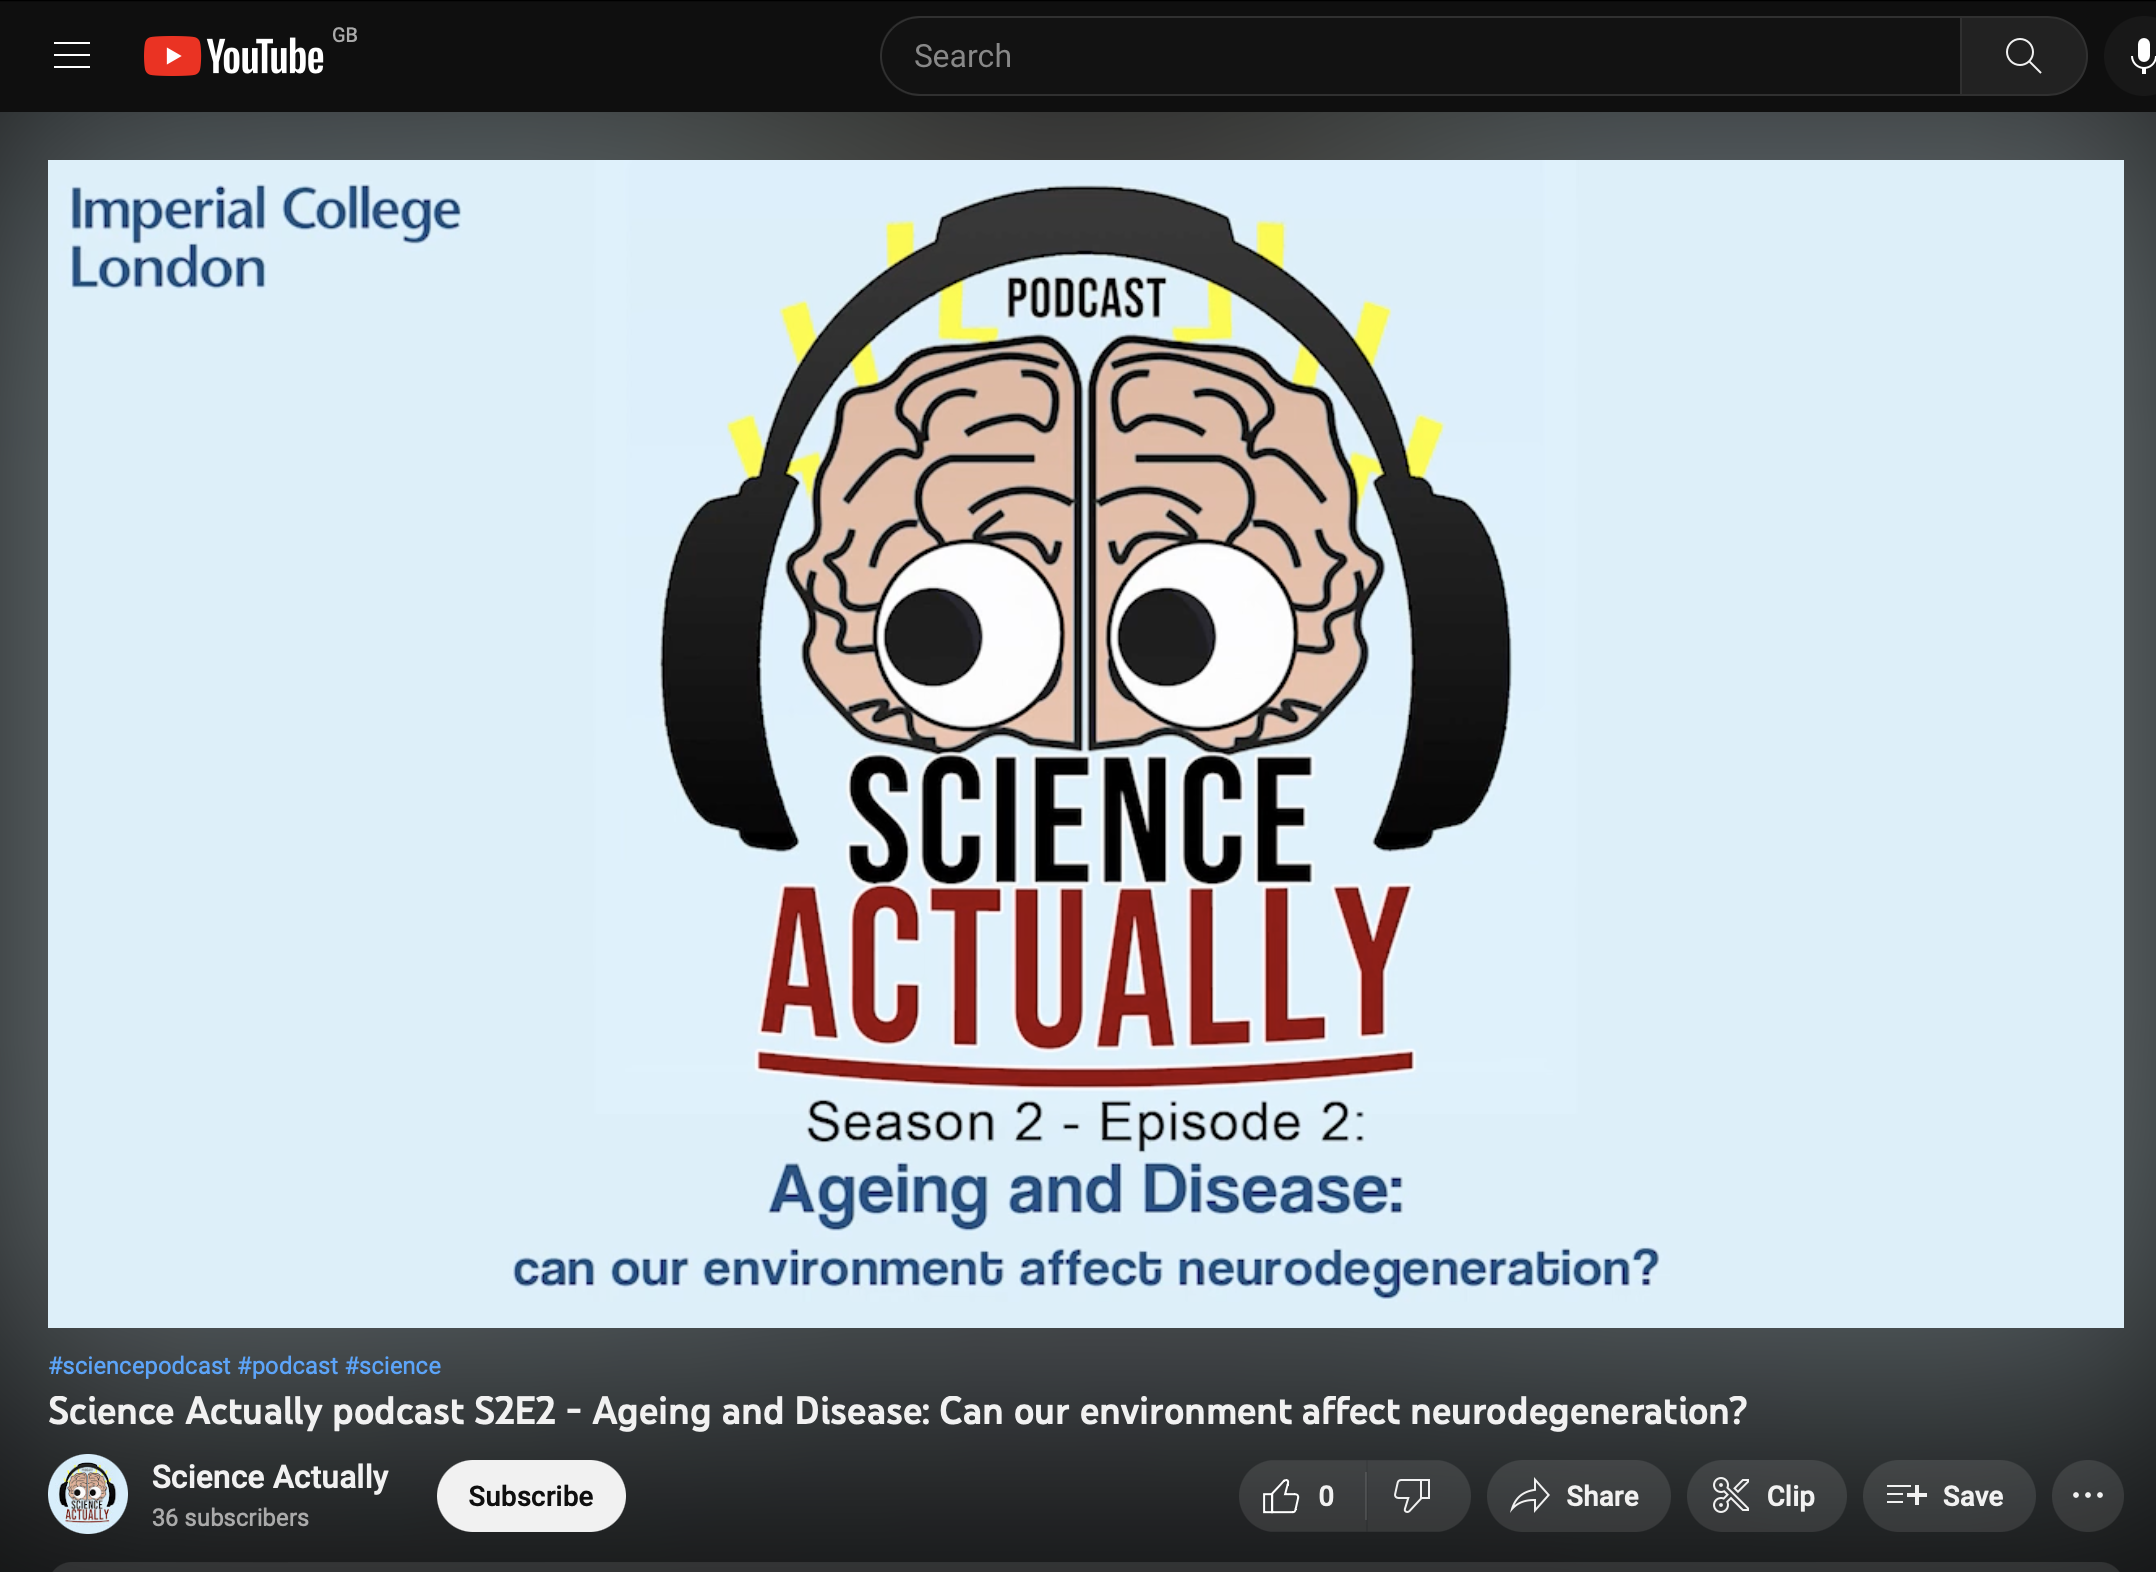 YouTube GB
Search
Imperial College
London
PODCAST
SCIENCE
ACTUALLY
Season 2 - Episode 2:
Ageing and Disease:
can our environment affect neurodegeneration?
#sciencepodcast #podcast #science
Science Actually podcast S2E2 - Ageing and Disease: Can our environment affect neurodegeneration?
SCIENCE
ACTUALLY
Science Actually
36 subscribers
Subscribe
0
Share
Clip
Save